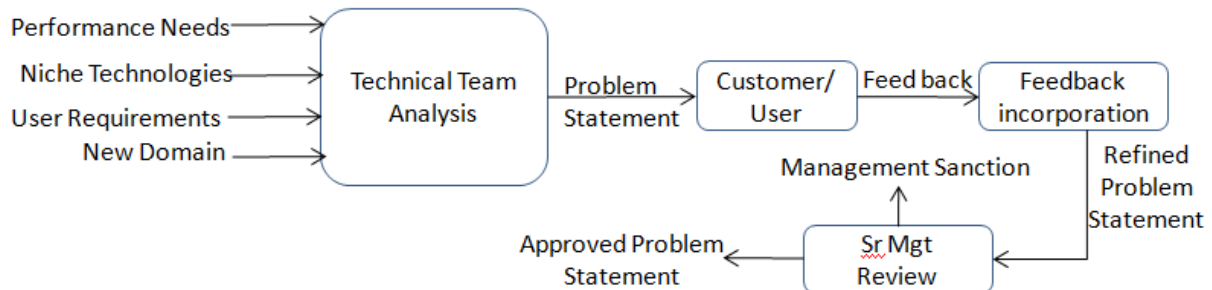 Performance Needs
Niche Technologies
User Requirements
New Domain
Technical Team
Analysis
Problem
Statement
Customer/
User
Feed back
Feedback
incorporation
Refined
Problem
Statement
Management Sanction
Sr Mgt
Review
Approved Problem
Statement